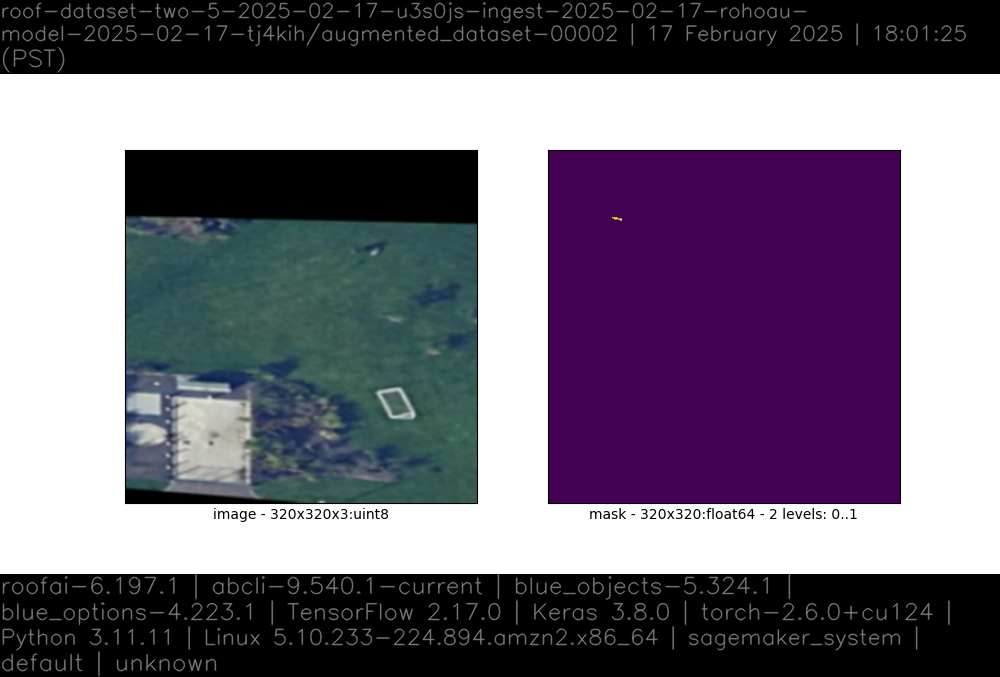 roof-dataset-two-5-2025-02-17-u3s0js-ingest-2025-02-17-rohoau-
model-2025-02-17-tj4kih/augmented_dataset-00002 | 17 February 2025 | 18:01:25
(PST)
image - 320x320x3:uint8
mask - 320x320:float64 - 2 levels: 0..1
roofai-6.197.1 | abcli-9.540.1-current | blue_objects-5.324.1 |
blue_options-4.223.1 | TensorFlow 2.17.0 | Keras 3.8.0 | torch-2.6.0+cu124 |
Python 3.11.11 | Linux 5.10.233-224.894.amzn2.x86_64 | sagemaker_system |
default | unknown